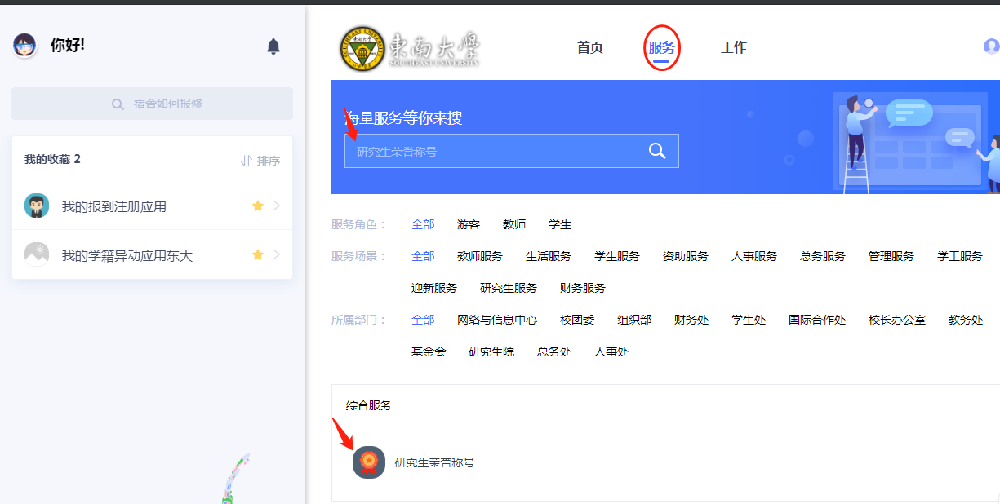 你好!
宿舍如何报修
我的收藏 2
排序
我的报到注册应用
我的学籍异动应用东大
東南大學
SOUTHEAST UNIVERSITY
首页
服务
工作
海量服务等你来搜
研究生荣誉称号
服务角色： 全部 游客 教师 学生
服务场景： 全部 教师服务 生活服务 学生服务 资助服务 人事服务 总务服务 管理服务 学工服务
迎新服务 研究生服务 财务服务
所属部门： 全部 网络与信息中心 校团委 组织部 财务处 学生处 国际合作处 校长办公室 教务处
基金会 研究生院 总务处 人事处
综合服务
研究生荣誉称号